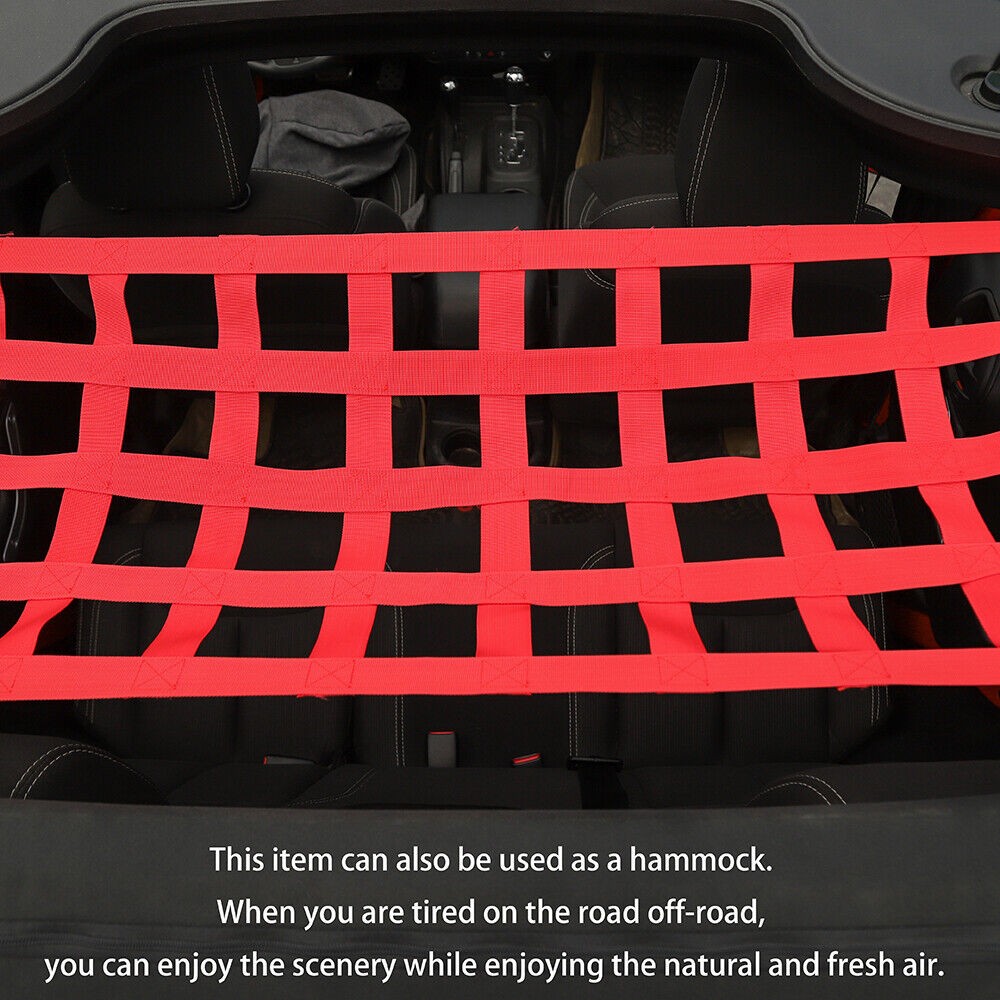 This item can also be used as a hammock.
When you are tired on the road off-road,
you can enjoy the scenery while enjoying the natural and fresh air.